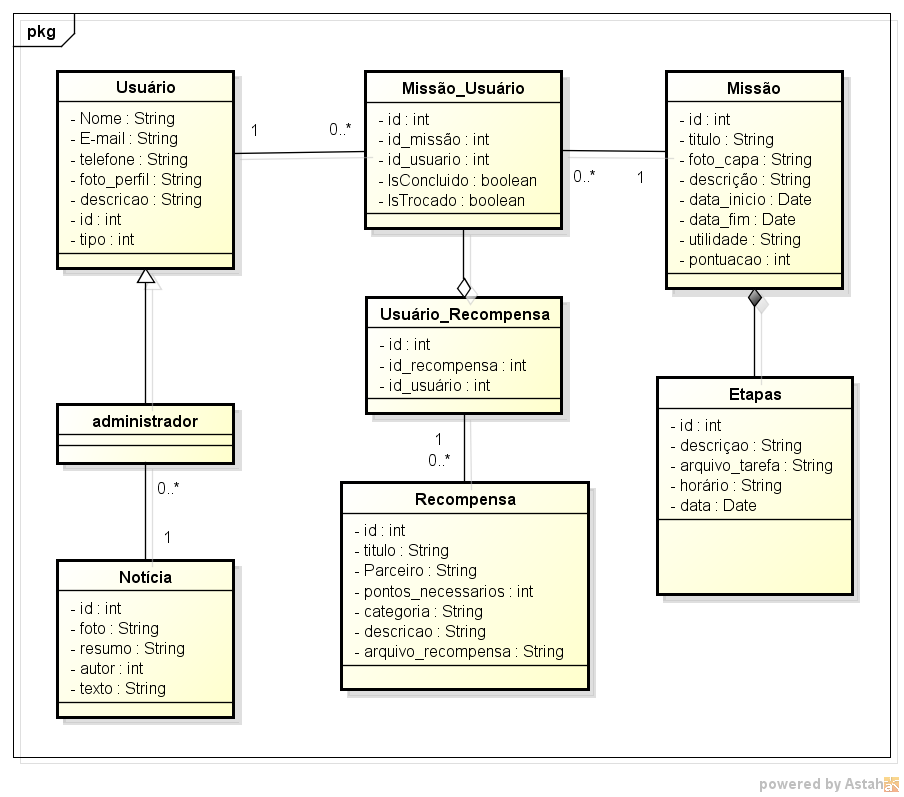 pkg
Usuário
- Nome : String
- E-mail : String
- telefone : String
- foto_perfil : String
- descricao : String
- id : int
- tipo : int
1
0..*
Missão_Usuário
- id : int
- id_missão : int
- id_usuario : int
- IsConcluido : boolean
- IsTrocado : boolean
0..*
1
Missão
- id : int
- titulo : String
- foto_capa : String
- descrição : String
- data_inicio : Date
- data_fim : Date
- utilidade : String
- pontuacao : int
Usuário_Recompensa
- id : int
- id_recompensa : int
- id_usuário : int
1
0..*
Etapas
- id : int
- descriçao : String
- arquivo_tarefa : String
- horário : String
- data : Date
administrador
0..*
1
Notícia
- id : int
- foto : String
- resumo : String
- autor : int
- texto : String
Recompensa
- id : int
- titulo : String
- Parceiro : String
- pontos_necessarios : int
- categoria : String
- descricao : String
- arquivo_recompensa : String
powered by Astah